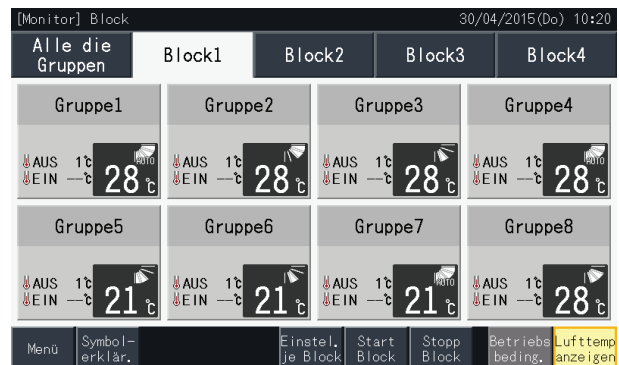 [Monitor] Block 30/04/2015(Do) 10:20
Alle die Gruppen Block1 Block2 Block3 Block4
Gruppe1 Gruppe2 Gruppe3 Gruppe4
AUS 1℃ AUTO AUS 1℃ AUS 1℃ AUS 1℃ AUTO
EIN --℃ 28℃ EIN --℃ 28℃ EIN --℃ 28℃ EIN --℃ 28℃
Gruppe5 Gruppe6 Gruppe7 Gruppe8
AUS 1℃ AUS 1℃ AUS 1℃ AUTO AUS 1℃
EIN --℃ 21℃ EIN --℃ 21℃ EIN --℃ 21℃ EIN --℃ 28℃
Menü Symbol- Einstel. Start Stopp Betriebs Lufttemp
erklär. je Block Block Block beding. anzeigen